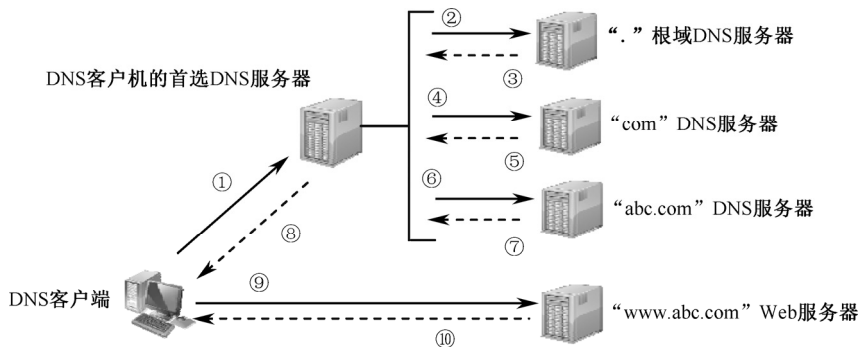 ②
“.”根域DNS服务器
③
DNS客户机的首选DNS服务器
④
“com”DNS服务器
⑤
①
⑥
“abc.com”DNS服务器
⑦
⑧
DNS客户端
⑨
“www.abc.com”Web服务器
⑩